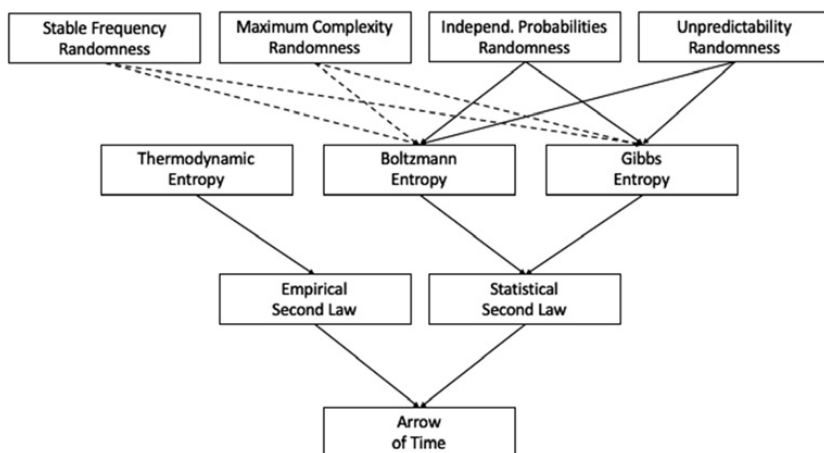 Stable Frequency
Randomness
Maximum Complexity
Randomness
Independ. Probabilities
Randomness
Unpredictability
Randomness
Thermodynamic
Entropy
Boltzmann
Entropy
Gibbs
Entropy
Empirical
Second Law
Statistical
Second Law
Arrow
of Time